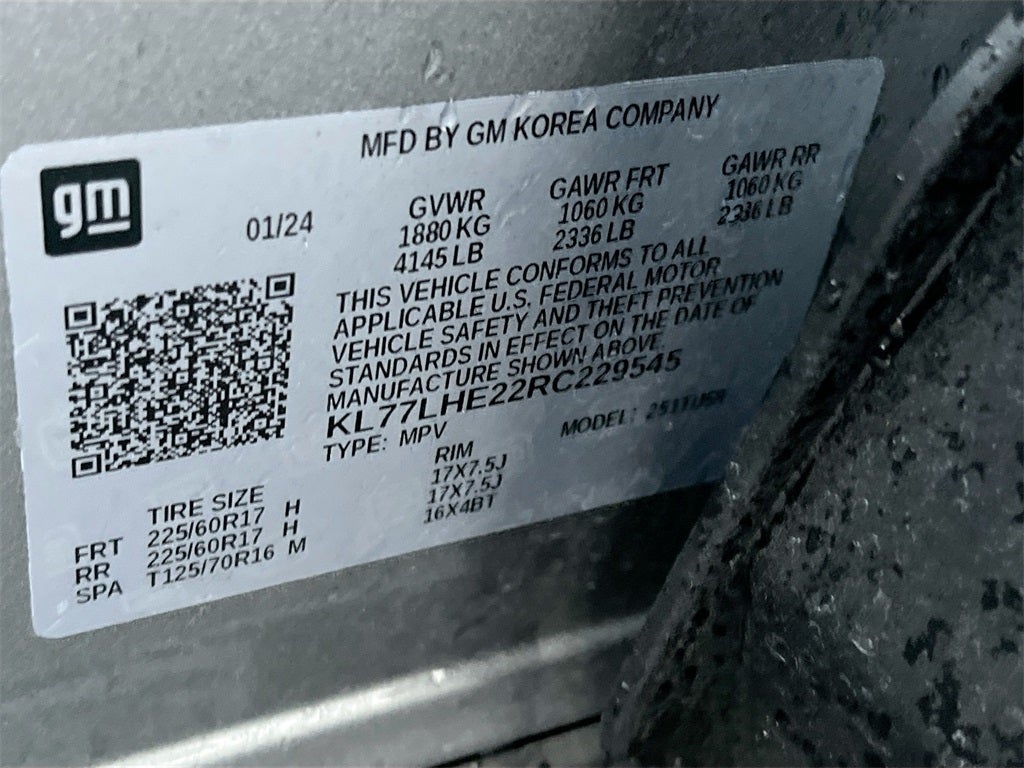 MFD BY GM KOREA COMPANY
gm
01/24
GVWR
1880 KG
4145 LB
GAWR FRT
1060 KG
2336 LB
GAWR RR
1060 KG
2336 LB
THIS VEHICLE CONFORMS TO ALL
APPLICABLE U.S. FEDERAL MOTOR
VEHICLE SAFETY AND THEFT PREVENTION
STANDARDS IN EFFECT ON THE DATE OF
MANUFACTURE SHOWN ABOVE.
KL77LHE22RC229545
TYPE: MPV
MODEL:
TIRE SIZE
RIM
FRT 225/60R17 H 17X7.5J
RR 225/60R17 H 17X7.5J
SPA T125/70R16 M 16X4BT